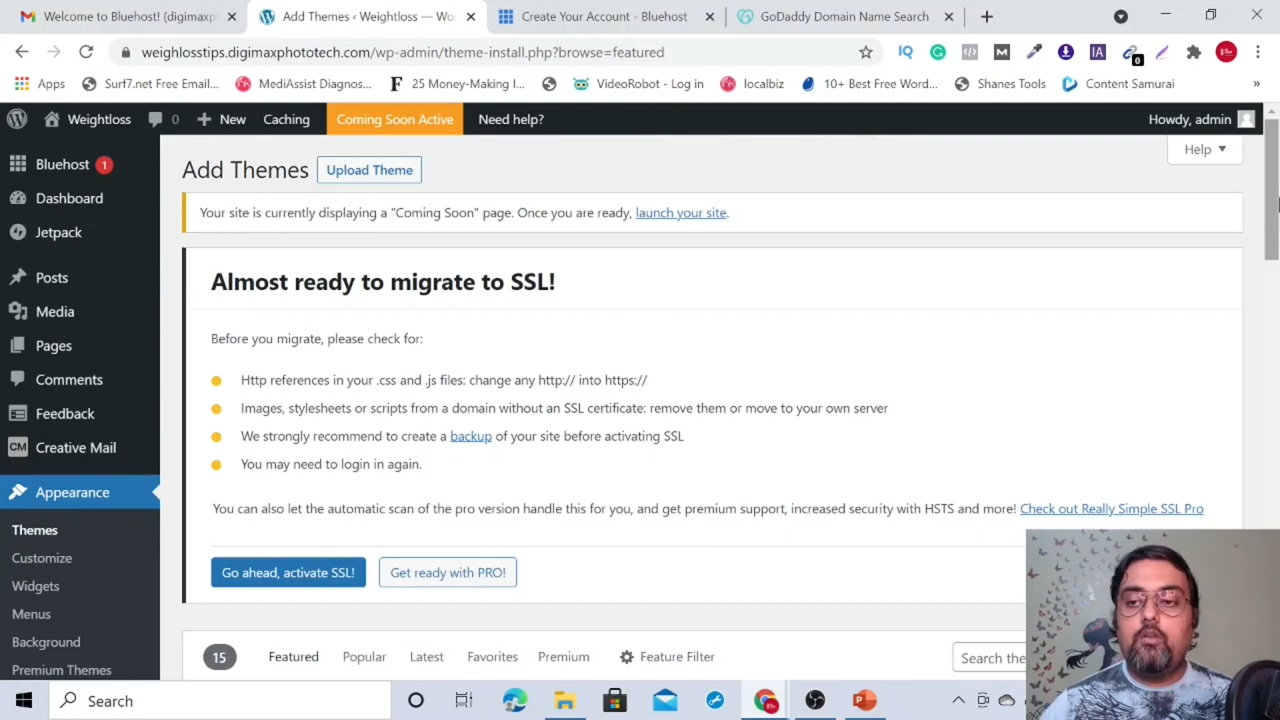 Welcome to Bluehost! (digimaxp
Add Themes ‹ Weightloss — Wor
Create Your Account - Bluehost
GoDaddy Domain Name Search
weighlosstips.digimaxphototech.com/wp-admin/theme-install.php?browse=featured
Apps
Surf7.net Free Email...
MediAssist Diagnos...
25 Money-Making I...
VideoRobot - Log in
localbiz
10+ Best Free Wor...
Shanes Tools
Content Samurai
»
Weightloss
0
New
Caching
Coming Soon Active
Need help?
Howdy, admin
Bluehost 1
Dashboard
Jetpack
Posts
Media
Pages
Comments
Feedback
CM Creative Mail
Appearance
Themes
Customize
Widgets
Menus
Background
Premium Themes
Help
Add Themes
Upload Theme
Your site is currently displaying a "Coming Soon" page. Once you are ready, launch your site.
Almost ready to migrate to SSL!
Before you migrate, please check for:
Http references in your .css and .js files: change any http:// into https://
Images, stylesheets or scripts from a domain without an SSL certificate: remove them or move to your own server
We strongly recommend to create a backup of your site before activating SSL
You may need to login in again.
You can also let the automatic scan of the pro version handle this for you, and get premium support, increased security with HSTS and more! Check out Really Simple SSL Pro
Go ahead, activate SSL!
Get ready with PRO!
15
Featured
Popular
Latest
Favorites
Premium
Feature Filter
Search the
Search